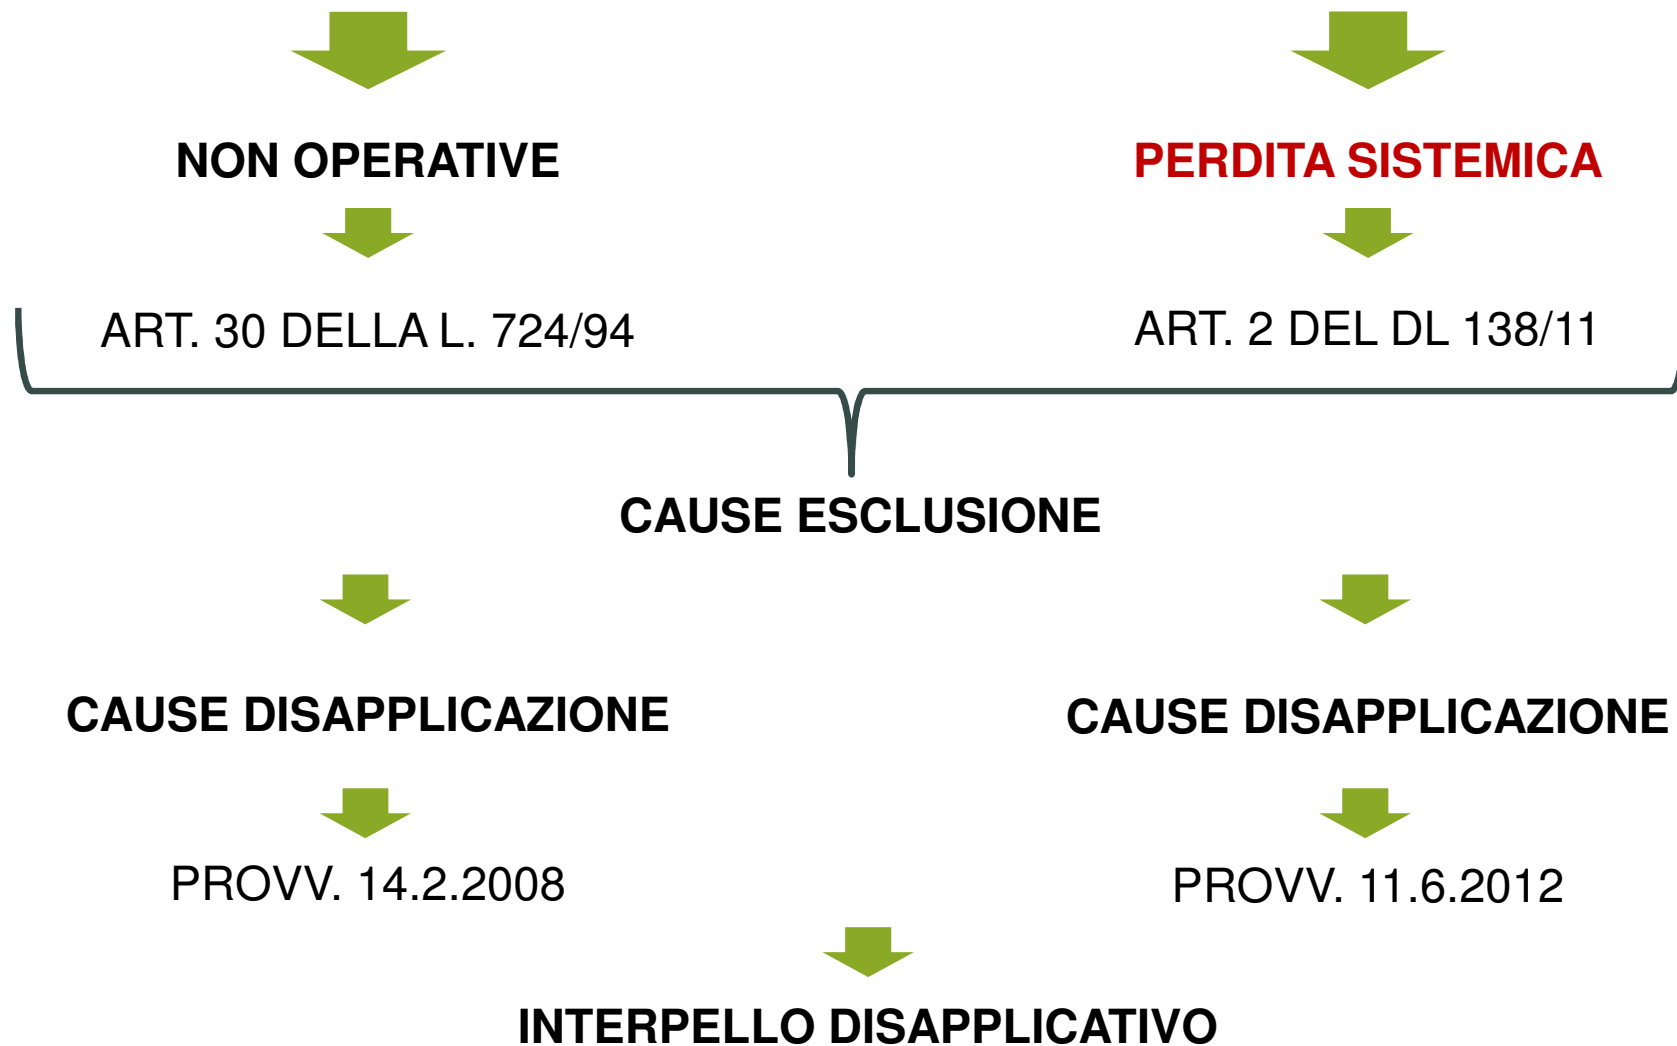 NON OPERATIVE
PERDITA SISTEMICA
ART. 30 DELLA L. 724/94
ART. 2 DEL DL 138/11
CAUSE ESCLUSIONE
CAUSE DISAPPLICAZIONE
CAUSE DISAPPLICAZIONE
PROVV. 14.2.2008
PROVV. 11.6.2012
INTERPELLO DISAPPLICATIVO